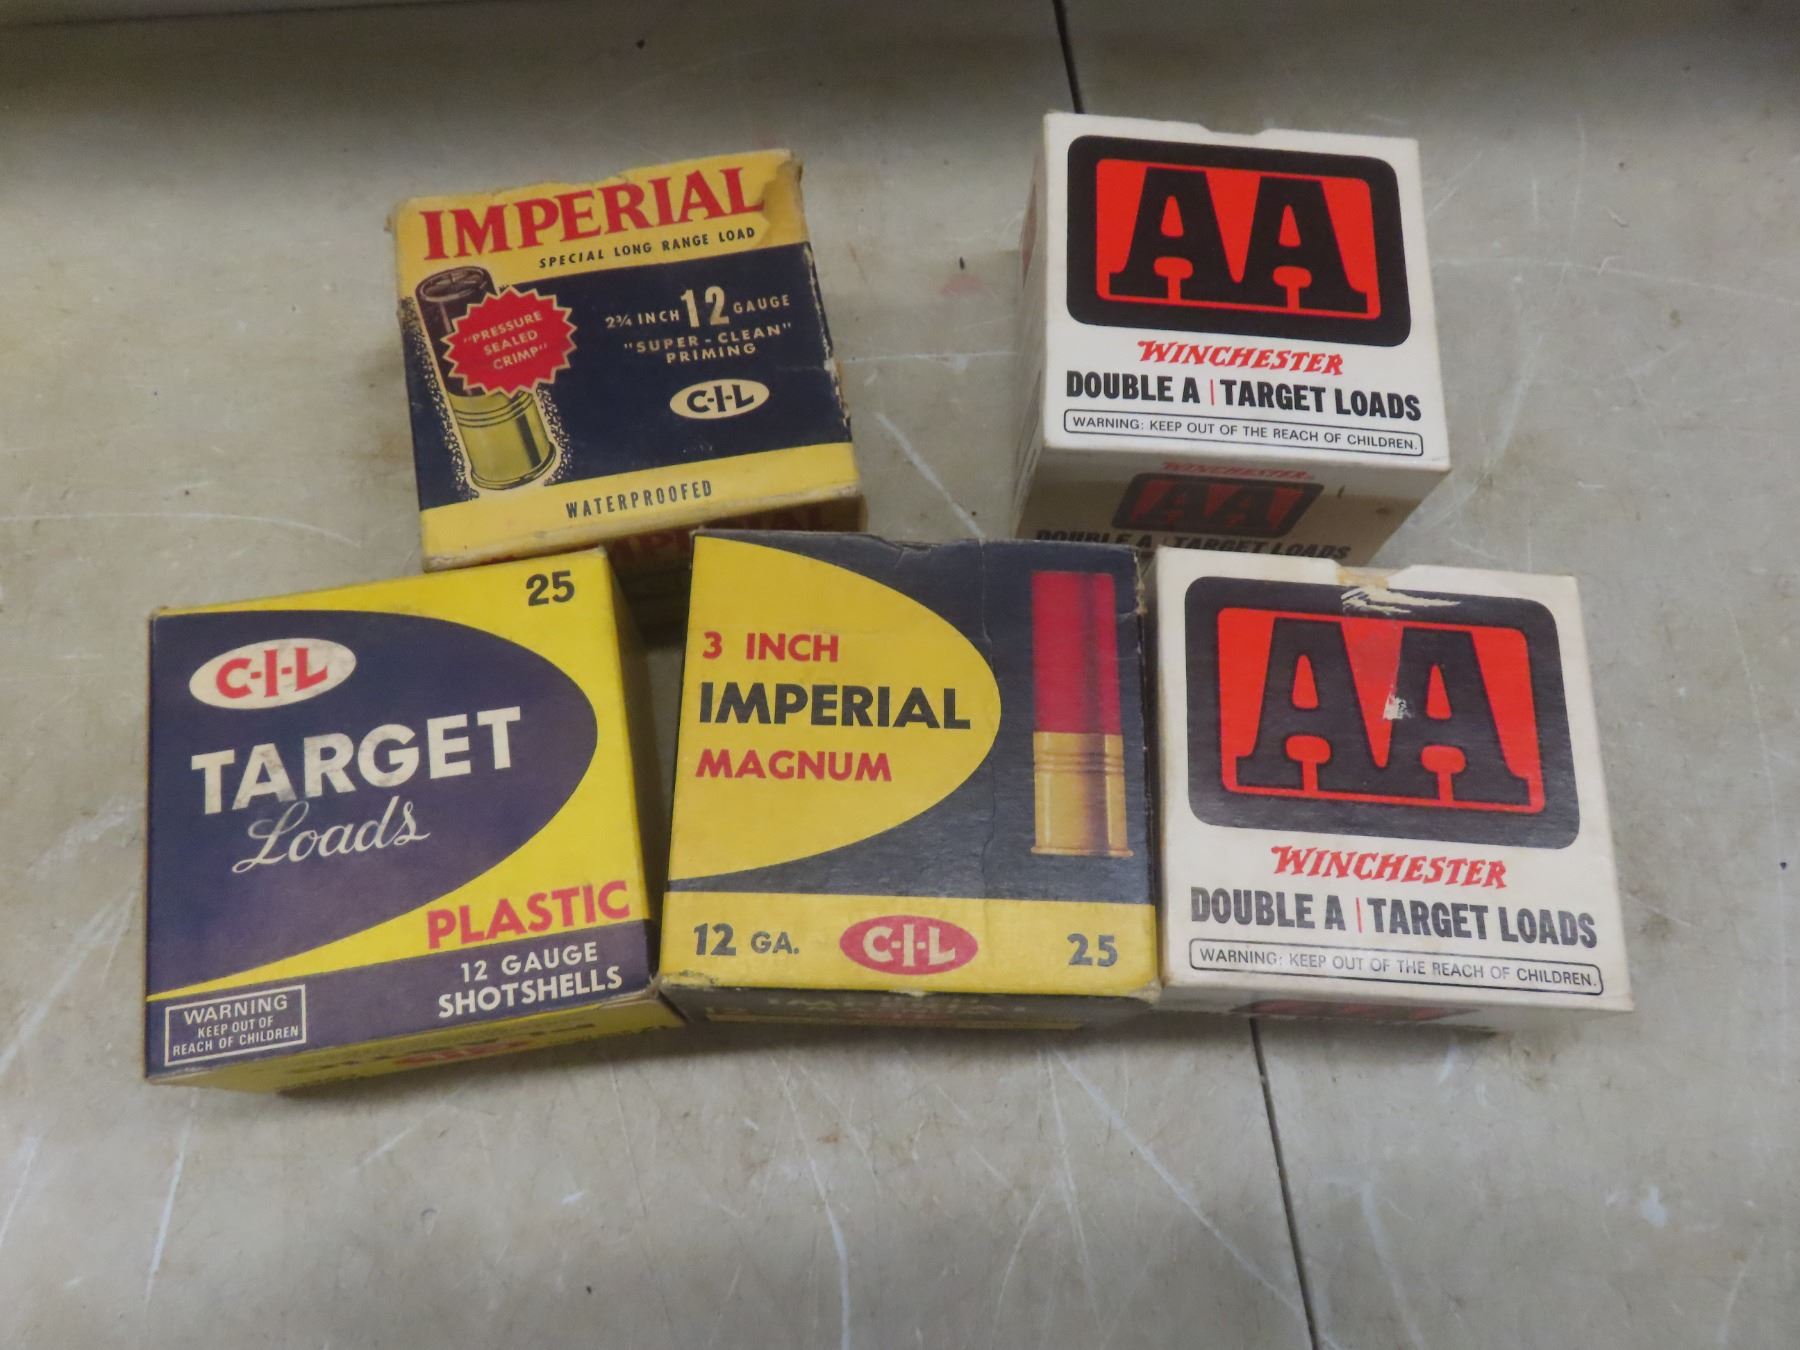 IMPERIAL
SPECIAL LONG RANGE LOAD
"PRESSURE
SEALED
CRIMP"
2¾ INCH 12 GAUGE
"SUPER-CLEAN"
PRIMING
C-I-L
WATERPROOFED
IMPERIAL
AA
WINCHESTER
DOUBLE A | TARGET LOADS
WARNING: KEEP OUT OF THE REACH OF CHILDREN.
WINCHESTER
AA
DOUBLE A | TARGET LOADS
25
C-I-L
TARGET
Loads
PLASTIC
12 GAUGE
SHOTSHELLS
WARNING
KEEP OUT OF
REACH OF CHILDREN
3 INCH
IMPERIAL
MAGNUM
12 GA.
C-I-L
25
AA
WINCHESTER
DOUBLE A | TARGET LOADS
WARNING: KEEP OUT OF THE REACH OF CHILDREN.